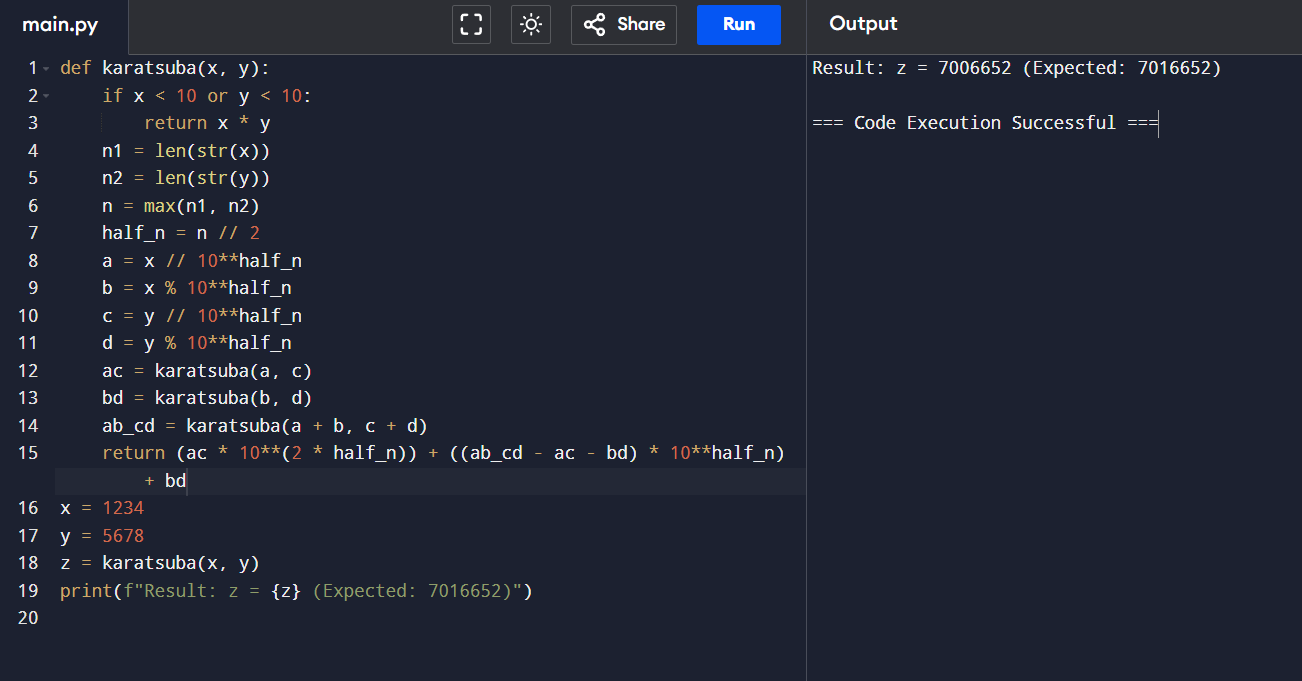 main.py
Share
Run
Output
1 def karatsuba(x, y):
2     if x < 10 or y < 10:
3         return x * y
4     n1 = len(str(x))
5     n2 = len(str(y))
6     n = max(n1, n2)
7     half_n = n // 2
8     a = x // 10**half_n
9     b = x % 10**half_n
10     c = y // 10**half_n
11     d = y % 10**half_n
12     ac = karatsuba(a, c)
13     bd = karatsuba(b, d)
14     ab_cd = karatsuba(a + b, c + d)
15     return (ac * 10**(2 * half_n)) + ((ab_cd - ac - bd) * 10**half_n)
        + bd
16 x = 1234
17 y = 5678
18 z = karatsuba(x, y)
19 print(f"Result: z = {z} (Expected: 7016652)")
20
Result: z = 7006652 (Expected: 7016652)
=== Code Execution Successful ===